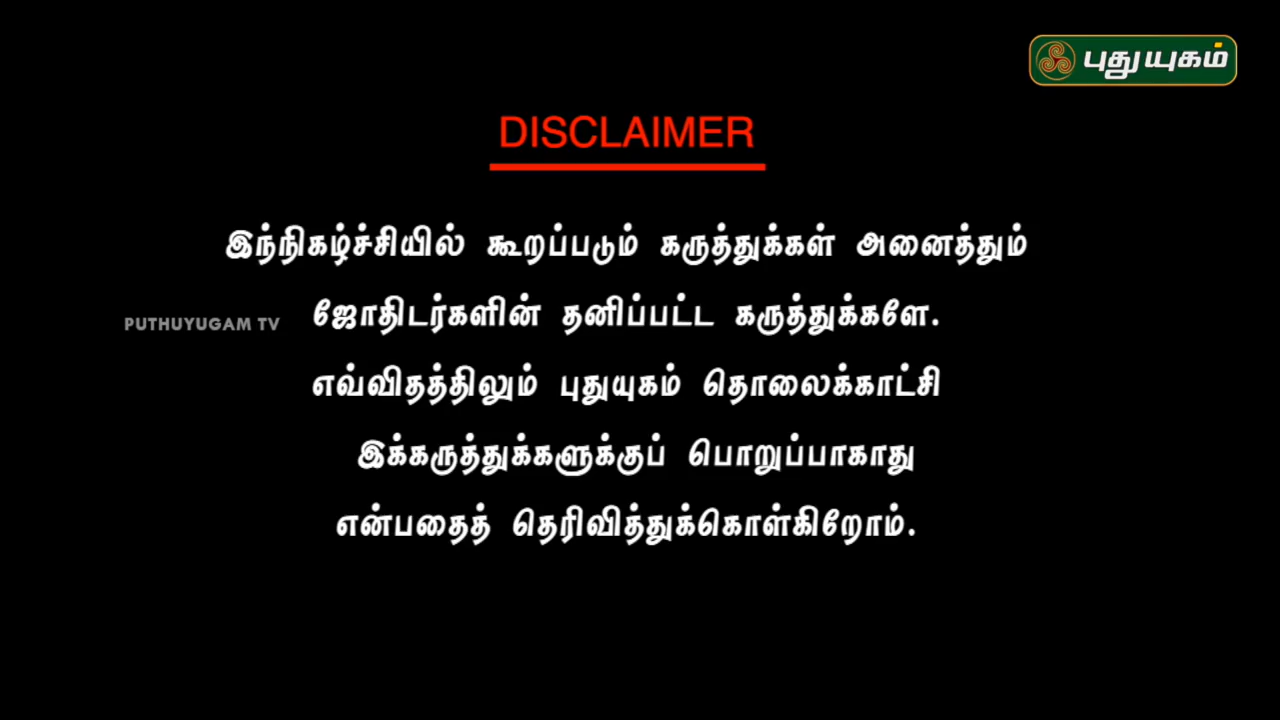 புதுயுகம்
DISCLAIMER
இந்நிகழ்ச்சியில் கூறப்படும் கருத்துக்கள் அனைத்தும்
PUTHUYUGAM TV
ஜோதிடர்களின் தனிப்பட்ட கருத்துக்களே.
எவ்விதத்திலும் புதுயுகம் தொலைக்காட்சி
இக்கருத்துக்களுக்குப் பொறுப்பாகாது
என்பதைத் தெரிவித்துக்கொள்கிறோம்.